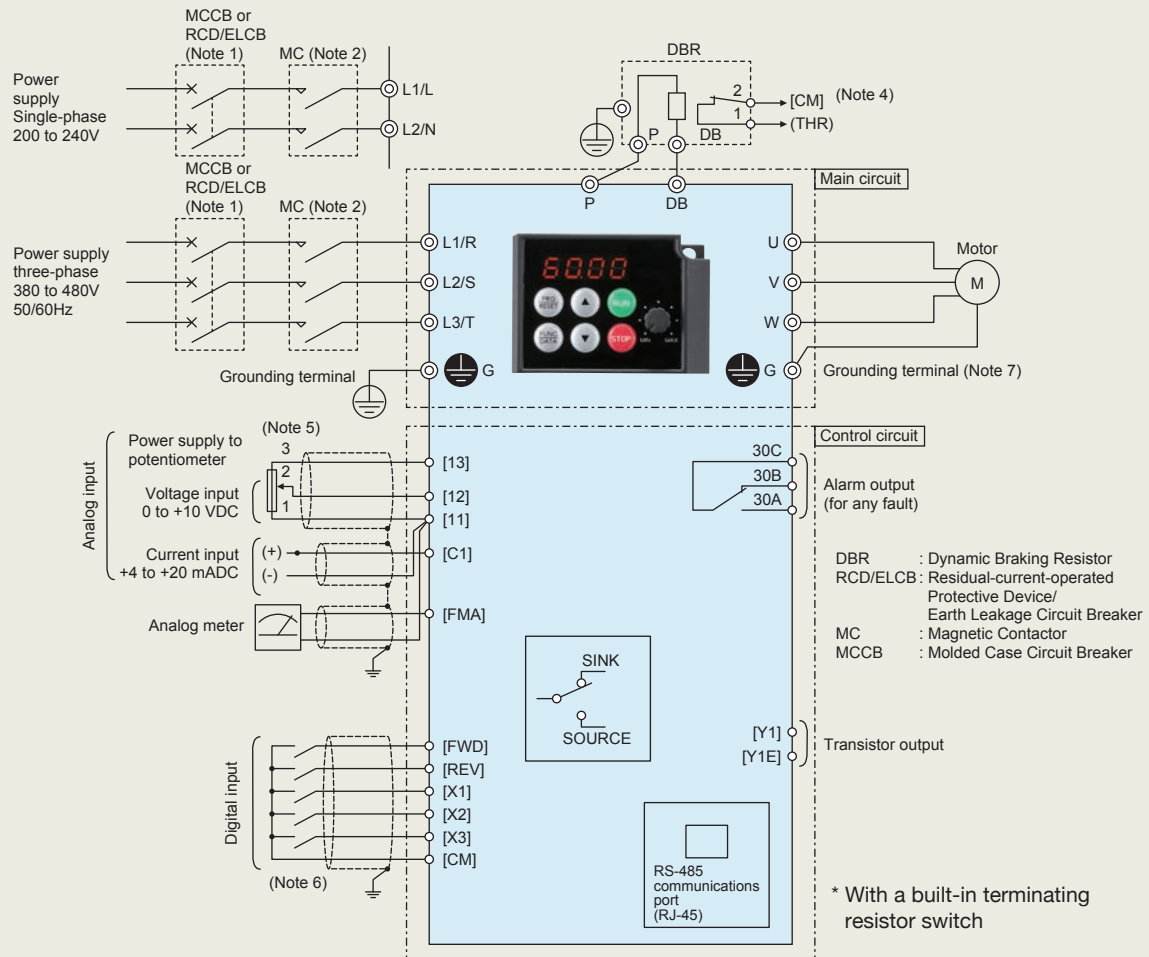 MCCB or
RCD/ELCB
(Note 1)
MC (Note 2)
Power
supply
Single-phase
200 to 240V
L1/L
L2/N
DBR
2
1
[CM]
(Note 4)
(THR)
P
DB
MCCB or
RCD/ELCB
(Note 1)
MC (Note 2)
Main circuit
P
DB
Power supply
three-phase
380 to 480V
50/60Hz
L1/R
L2/S
L3/T
60.00
PRG
RESET
RUN
FUNC
DATA
STOP
MIN
MAX
U
V
W
Motor
M
Grounding terminal
G
G
Grounding terminal (Note 7)
Control circuit
Analog input
Power supply to
potentiometer
(Note 5)
3
2
1
Voltage input
0 to +10 VDC
Current input
+4 to +20 mADC
(+)
(-)
Analog meter
[13]
[12]
[11]
[C1]
[FMA]
30C
30B
30A
Alarm output
(for any fault)
DBR : Dynamic Braking Resistor
RCD/ELCB : Residual-current-operated
Protective Device/
Earth Leakage Circuit Breaker
MC : Magnetic Contactor
MCCB : Molded Case Circuit Breaker
SINK
SOURCE
Digital input
(Note 6)
[FWD]
[REV]
[X1]
[X2]
[X3]
[CM]
[Y1]
[Y1E]
Transistor output
RS-485
communications
port
(RJ-45)
* With a built-in terminating
resistor switch